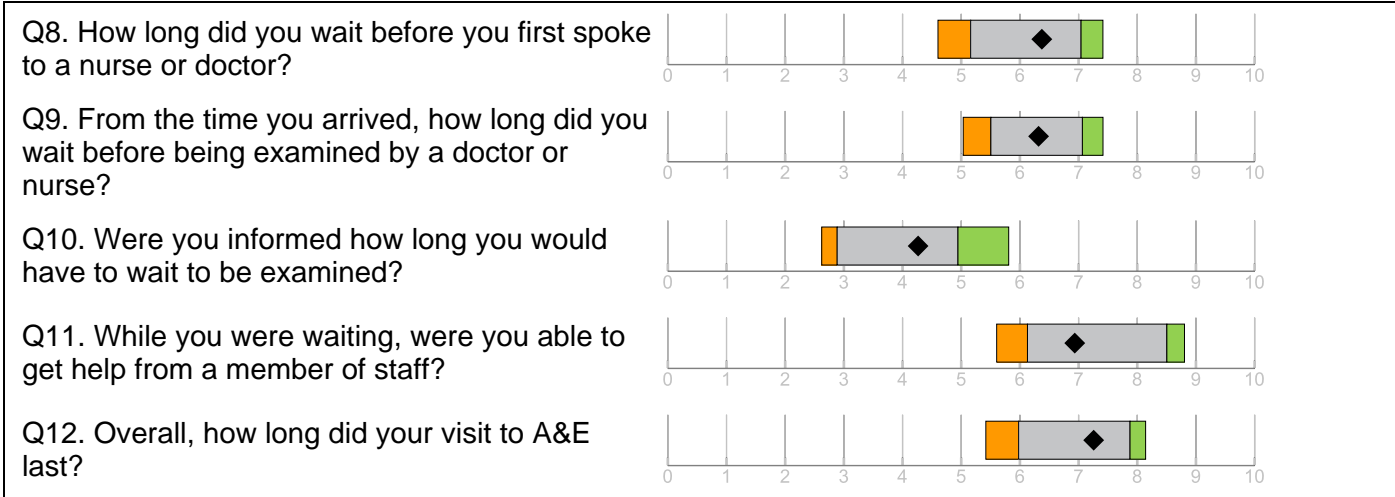 Q8. How long did you wait before you first spoke
to a nurse or doctor?
0 1 2 3 4 5 6 7 8 9 10
Q9. From the time you arrived, how long did you
wait before being examined by a doctor or
nurse?
0 1 2 3 4 5 6 7 8 9 10
Q10. Were you informed how long you would
have to wait to be examined?
0 1 2 3 4 5 6 7 8 9 10
Q11. While you were waiting, were you able to
get help from a member of staff?
0 1 2 3 4 5 6 7 8 9 10
Q12. Overall, how long did your visit to A&E
last?
0 1 2 3 4 5 6 7 8 9 10